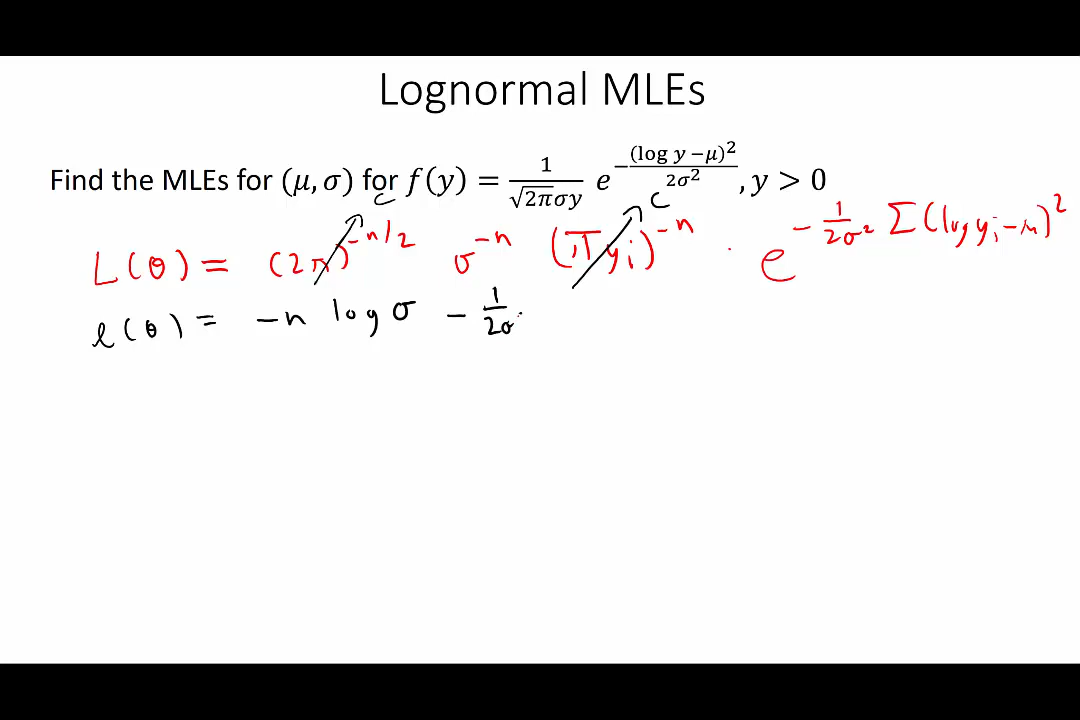 Lognormal MLEs
Find the MLEs for (μ, σ) for f(y) = 1/(√2π σy) e^(−(log y −μ)²/(2σ²)), y > 0
c c
L(θ) = (2π)^(-n/2) σ^(-n) (π yᵢ)^(-n) · e^(-1/(2σ²) Σ(log yᵢ-μ)²)
ℓ(θ) = -n log σ - 1/2σ